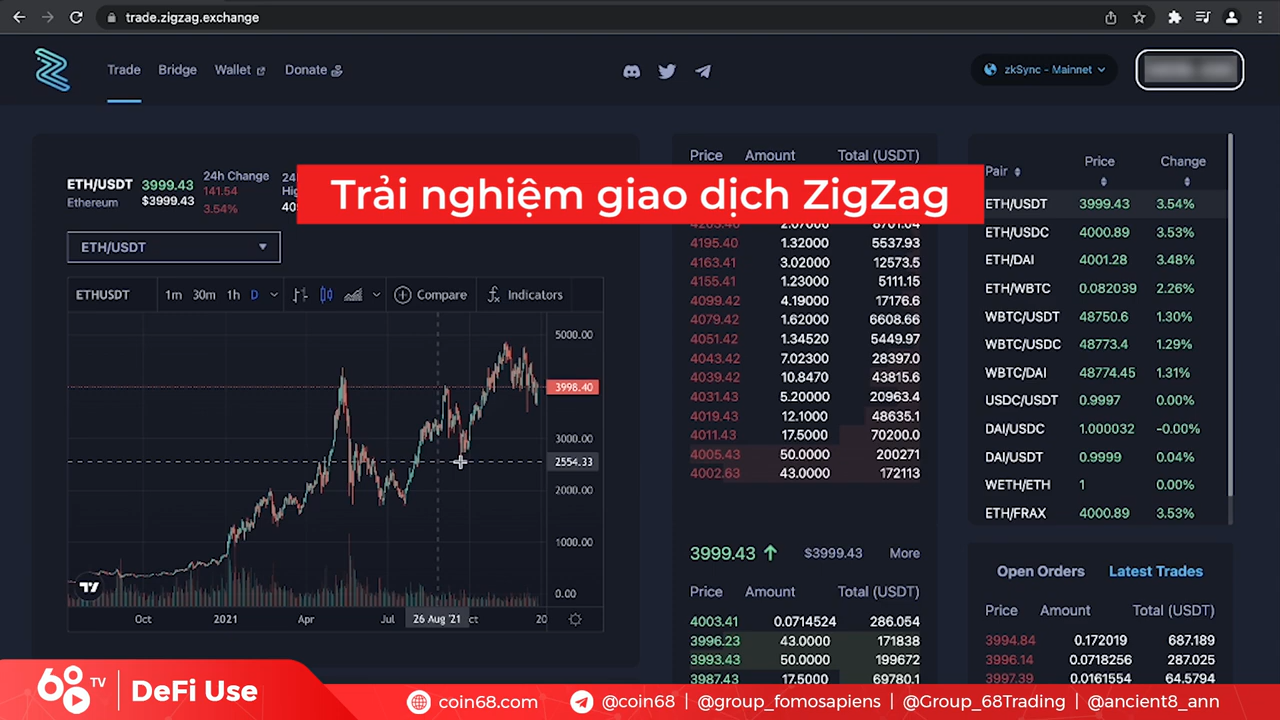 trade.zigzag.exchange
Trade Bridge Wallet Donate
zkSync - Mainnet
ETH/USDT 3999.43 24h Change
Ethereum $3999.43 141.54
3.54%
Trải nghiệm giao dịch ZigZag
ETH/USDT
ETHUSDT 1m 30m 1h D Compare Indicators
5000.00
3998.40
3000.00
2554.33
2000.00
1000.00
0.00
Oct 2021 Apr Jul 26 Aug '21 ct 20
Price Amount Total (USDT)
4195.40 1.32000 5537.93
4163.41 3.02000 12573.5
4155.41 1.23000 5111.15
4099.42 4.19000 17176.6
4079.42 1.62000 6608.66
4051.42 1.34520 5449.97
4043.42 7.02300 28397.0
4039.42 10.8470 43815.6
4031.43 5.20000 20963.4
4019.43 12.1000 48635.1
4011.43 17.5000 70200.0
4005.43 50.0000 200271
4002.63 43.0000 172113
3999.43 $3999.43 More
Price Amount Total (USDT)
4003.41 0.0714524 286.054
3996.23 43.0000 171838
3993.43 50.0000 199672
3987.43 17.5000 69780.1
Pair Price Change
ETH/USDT 3999.43 3.54%
ETH/USDC 4000.89 3.53%
ETH/DAI 4001.28 3.48%
ETH/WBTC 0.082039 2.26%
WBTC/USDT 48750.6 1.30%
WBTC/USDC 48773.4 1.29%
WBTC/DAI 48774.45 1.31%
USDC/USDT 0.9997 0.00%
DAI/USDC 1.000032 -0.00%
DAI/USDT 0.9999 0.04%
WETH/ETH 1 0.00%
ETH/FRAX 4000.89 3.53%
Open Orders Latest Trades
Price Amount Total (USDT)
3994.84 0.172019 687.189
3996.14 0.0718256 287.025
3997.39 0.0161554 64.5794
68 TV DeFi Use
coin68.com @coin68 | @group_fomosapiens | @Group_68Trading | @ancient8_ann